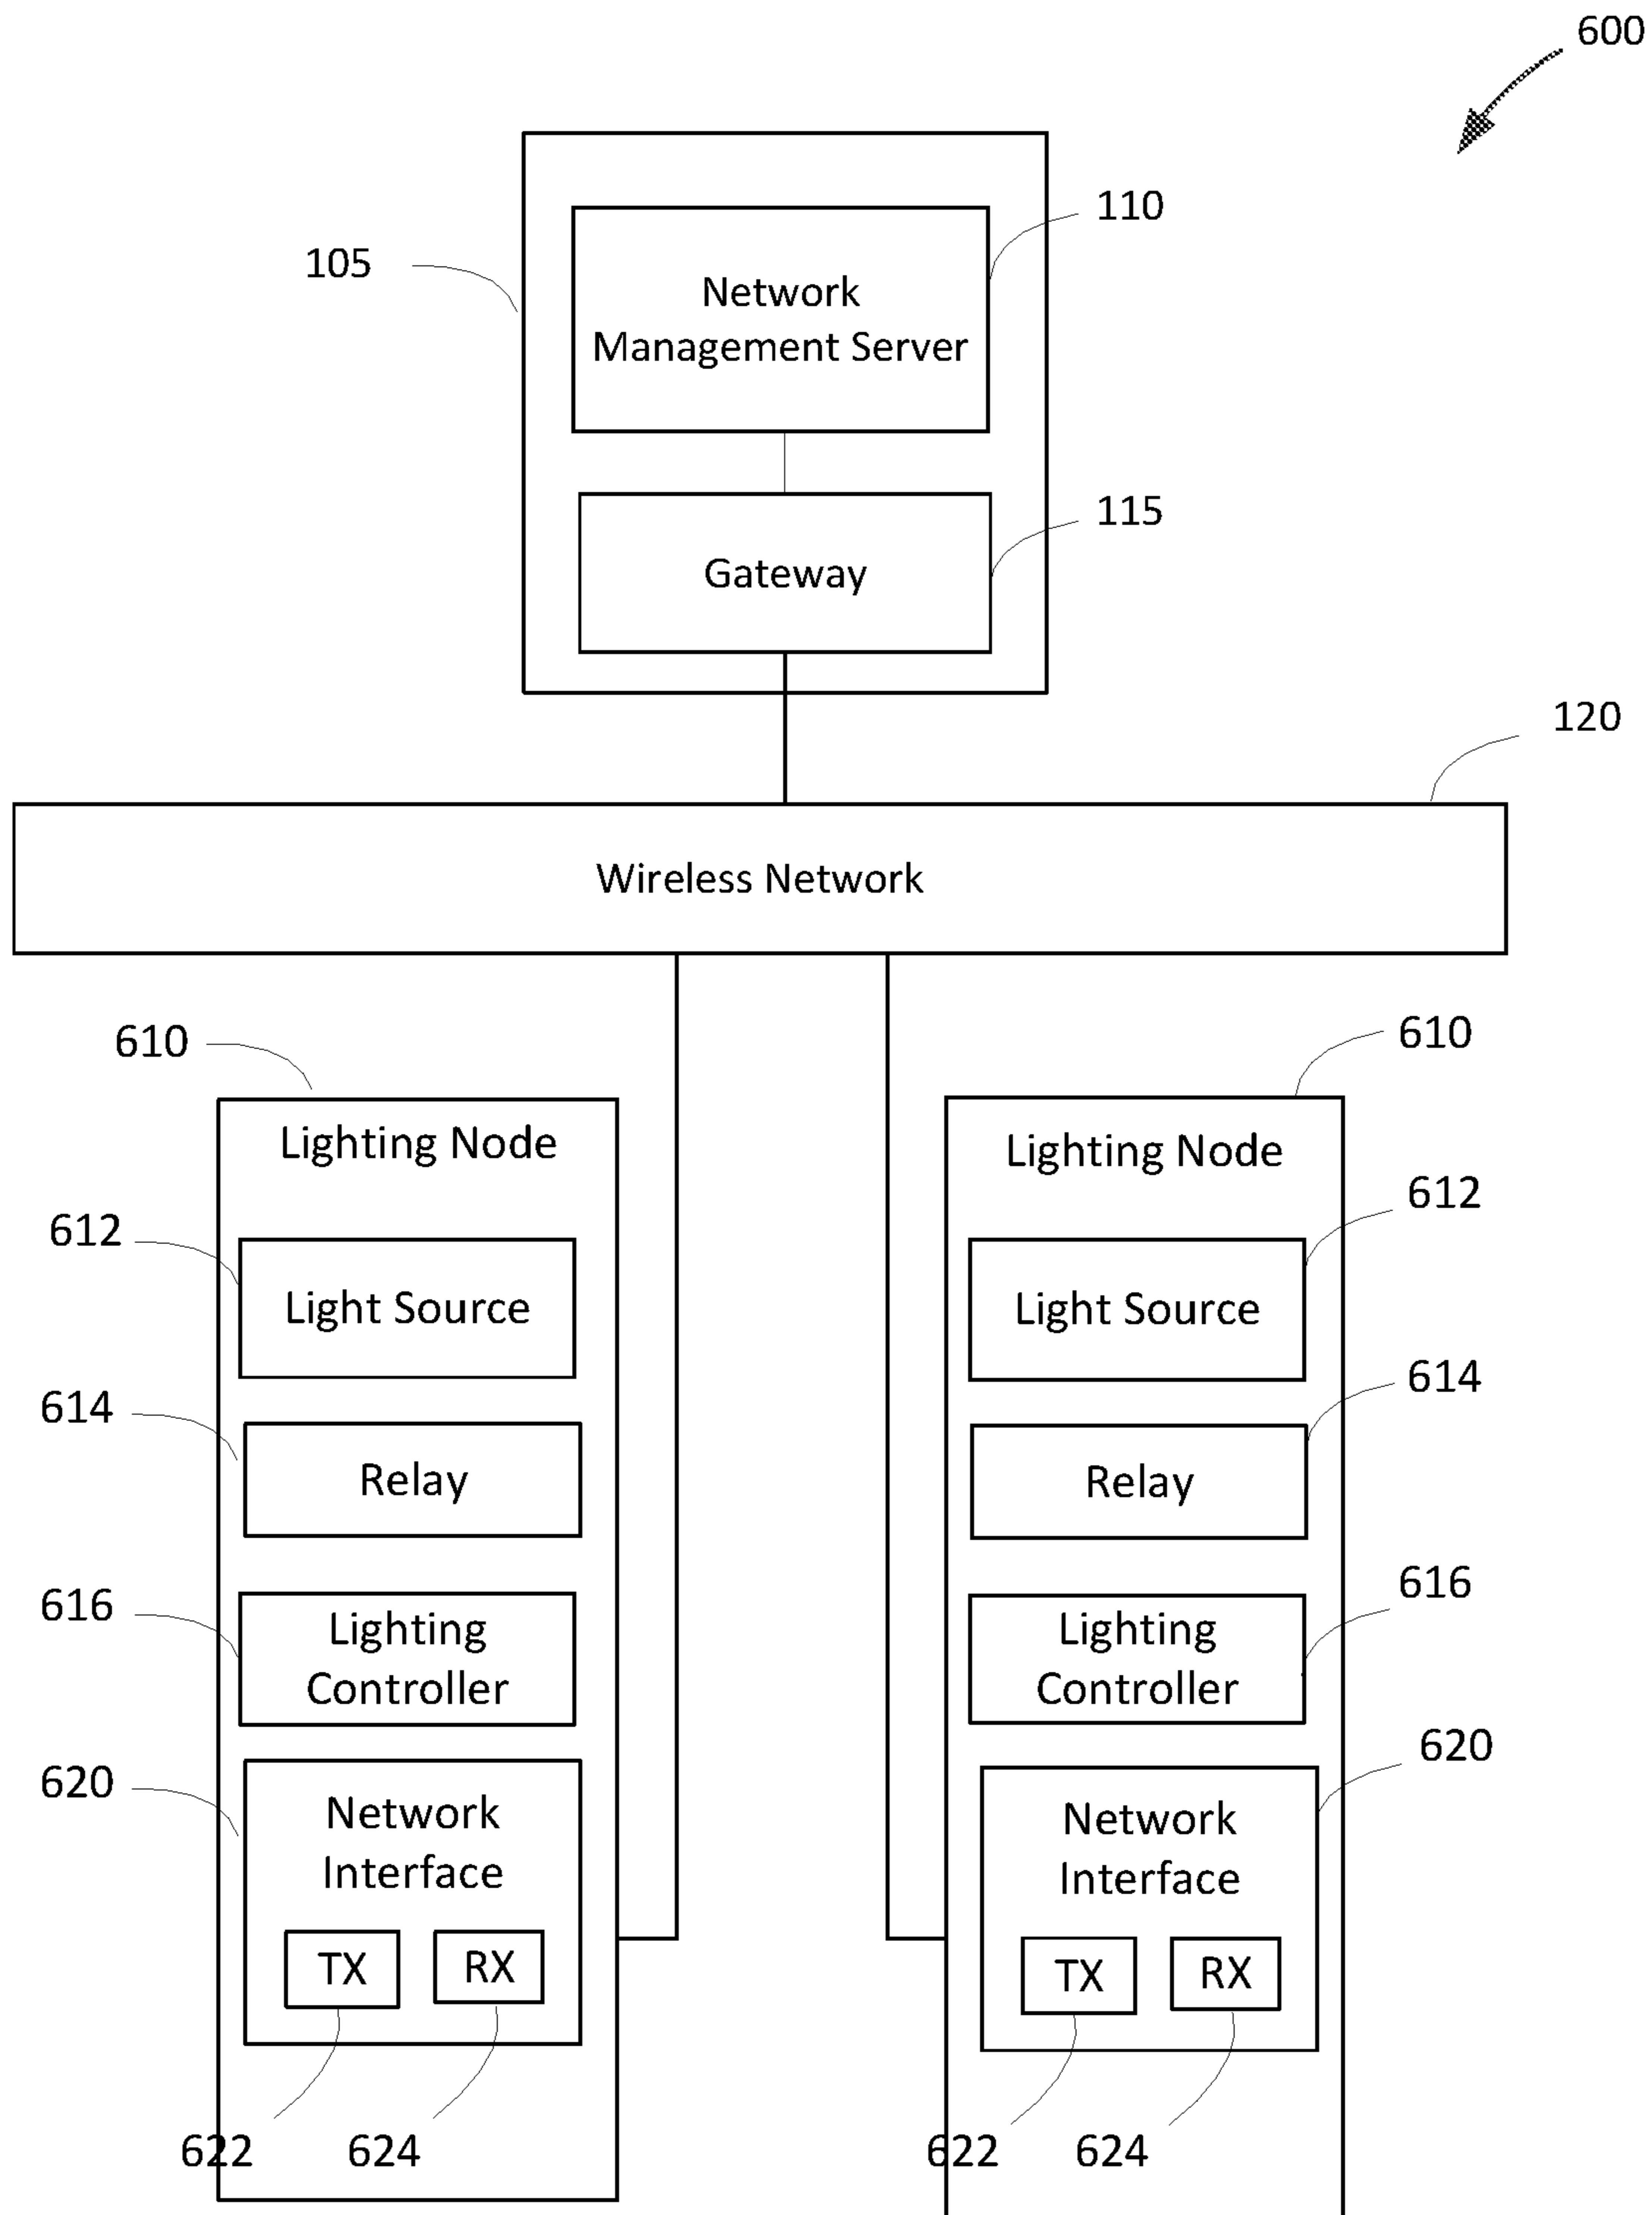 600
110
105
Network
Management Server
115
Gateway
120
Wireless Network
610
610
Lighting Node
Lighting Node
612
612
Light Source
Light Source
614
614
Relay
Relay
616
616
Lighting
Controller
Lighting
Controller
620
620
Network
Interface
Network
Interface
TX
RX
TX
RX
622
624
622
624